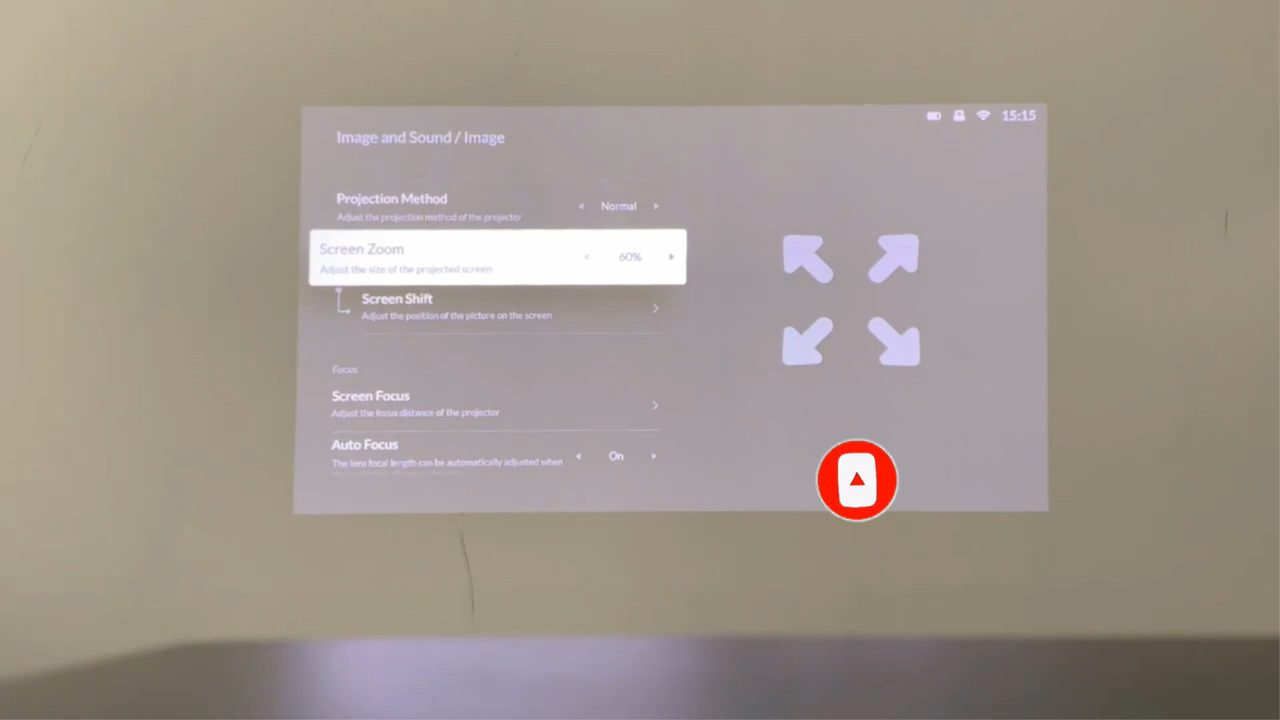 15:15
Image and Sound / Image
Projection Method
Adjust the projection method of the projector
Normal
Screen Zoom
Adjust the size of the projected screen
60%
Screen Shift
Adjust the position of the picture on the screen
Focus
Screen Focus
Adjust the focus distance of the projector
Auto Focus
The lens focal length can be automatically adjusted when
On